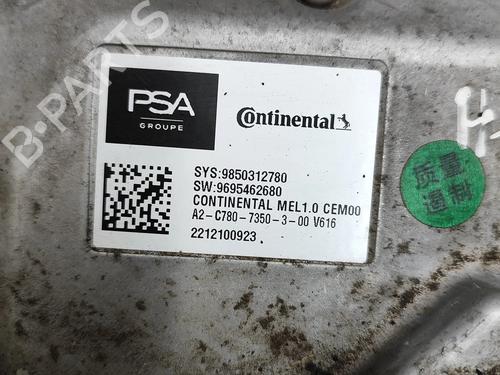 B-PARTS
PSA
GROUPE
Continental
SYS:9850312780
SW:9695462680
CONTINENTAL MEL1.0 CEM00
A2-C780-7350-3-00 V616
2212100923
质量
通制